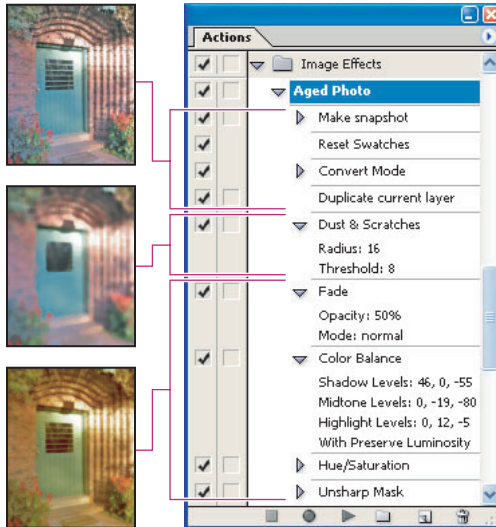 Actions
Image Effects
Aged Photo
Make snapshot
Reset Swatches
Convert Mode
Duplicate current layer
Dust & Scratches
Radius: 16
Threshold: 8
Fade
Opacity: 50%
Mode: normal
Color Balance
Shadow Levels: 46, 0, -55
Midtone Levels: 0, -19, -80
Highlight Levels: 0, 12, -5
With Preserve Luminosity
Hue/Saturation
Unsharp Mask